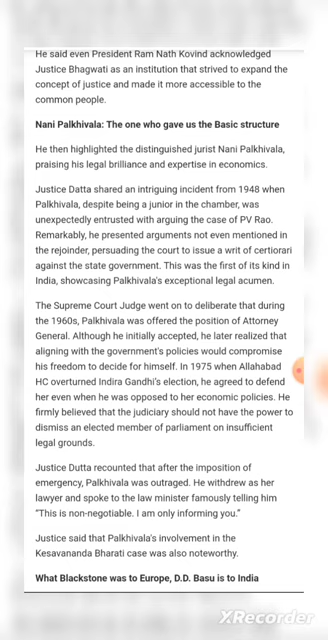 He said even President Ram Nath Kovind acknowledged
Justice Bhagwati as an institution that strived to expand the
concept of justice and made it more accessible to the
common people.
Nani Palkhivala: The one who gave us the Basic structure
He then highlighted the distinguished jurist Nani Palkhivala,
praising his legal brilliance and expertise in economics.
Justice Datta shared an intriguing incident from 1948 when
Palkhivala, despite being a junior in the chamber, was
unexpectedly entrusted with arguing the case of PV Rao.
Remarkably, he presented arguments not even mentioned in
the rejoinder, persuading the court to issue a writ of certiorari
against the state government. This was the first of its kind in
India, showcasing Palkhivala's exceptional legal acumen.
The Supreme Court Judge went on to deliberate that during
the 1960s, Palkhivala was offered the position of Attorney
General. Although he initially accepted, he later realized that
aligning with the government's policies would compromise
his freedom to decide for himself. In 1975 when Allahabad
HC overturned Indira Gandhi's election, he agreed to defend
her even when he was opposed to her economic policies. He
firmly believed that the judiciary should not have the power to
dismiss an elected member of parliament on insufficient
legal grounds.
Justice Dutta recounted that after the imposition of
emergency, Palkhivala was outraged. He withdrew as her
lawyer and spoke to the law minister famously telling him
“This is non-negotiable. I am only informing you.”
Justice said that Palkhivala's involvement in the
Kesavananda Bharati case was also noteworthy.
What Blackstone was to Europe, D.D. Basu is to India
XRecorder